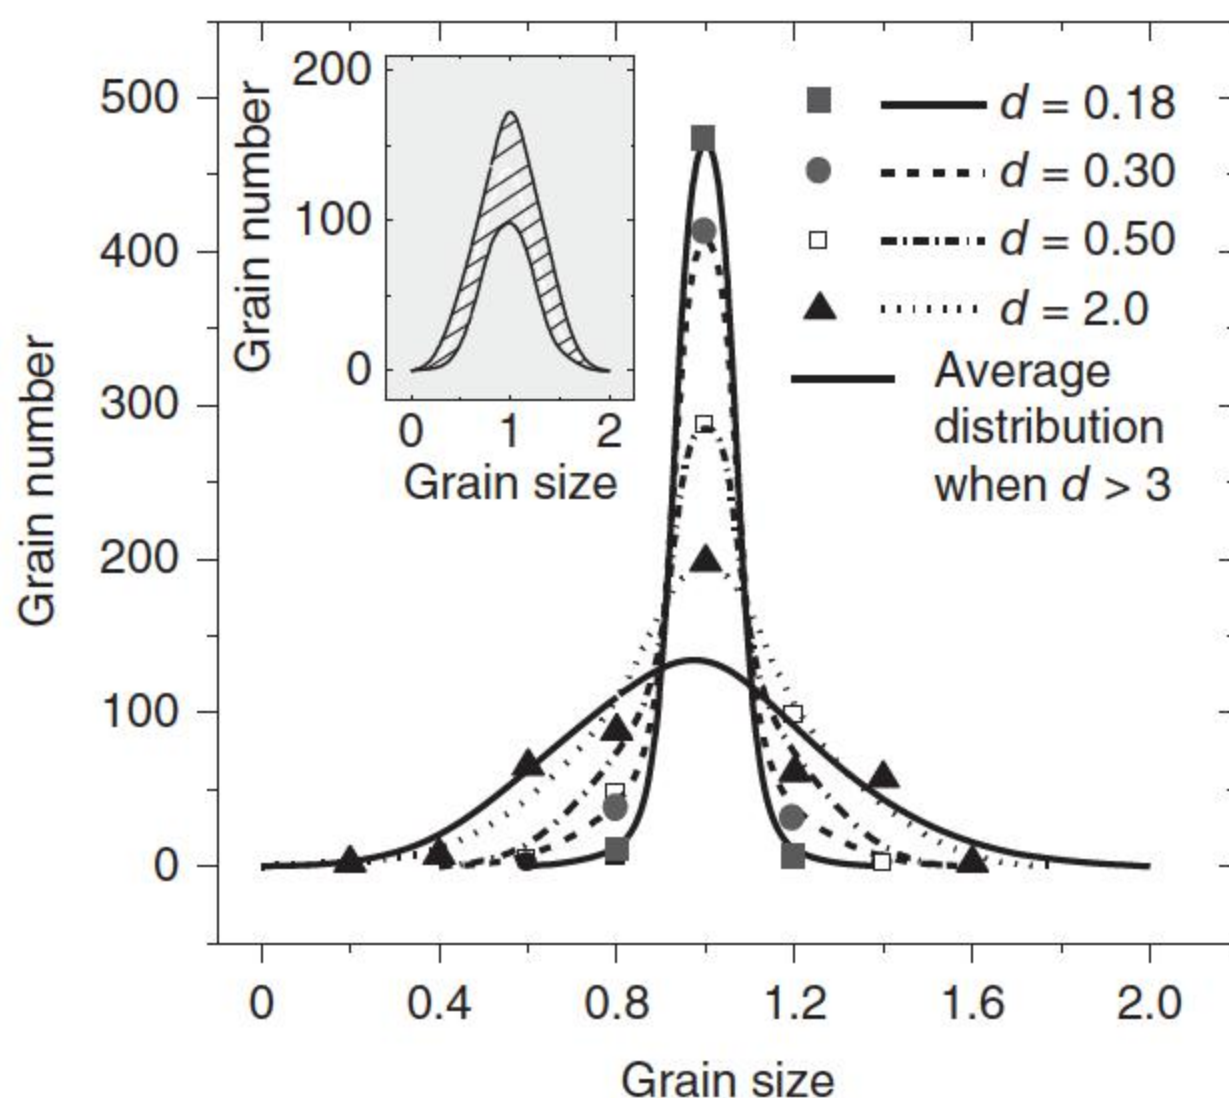 Grain number
500
400
300
200
100
0
0
0.4
0.8
1.2
1.6
2.0
Grain size
Grain number
200
100
0
0
1
2
Grain size
d = 0.18
d = 0.30
d = 0.50
d = 2.0
Average
distribution
when d > 3